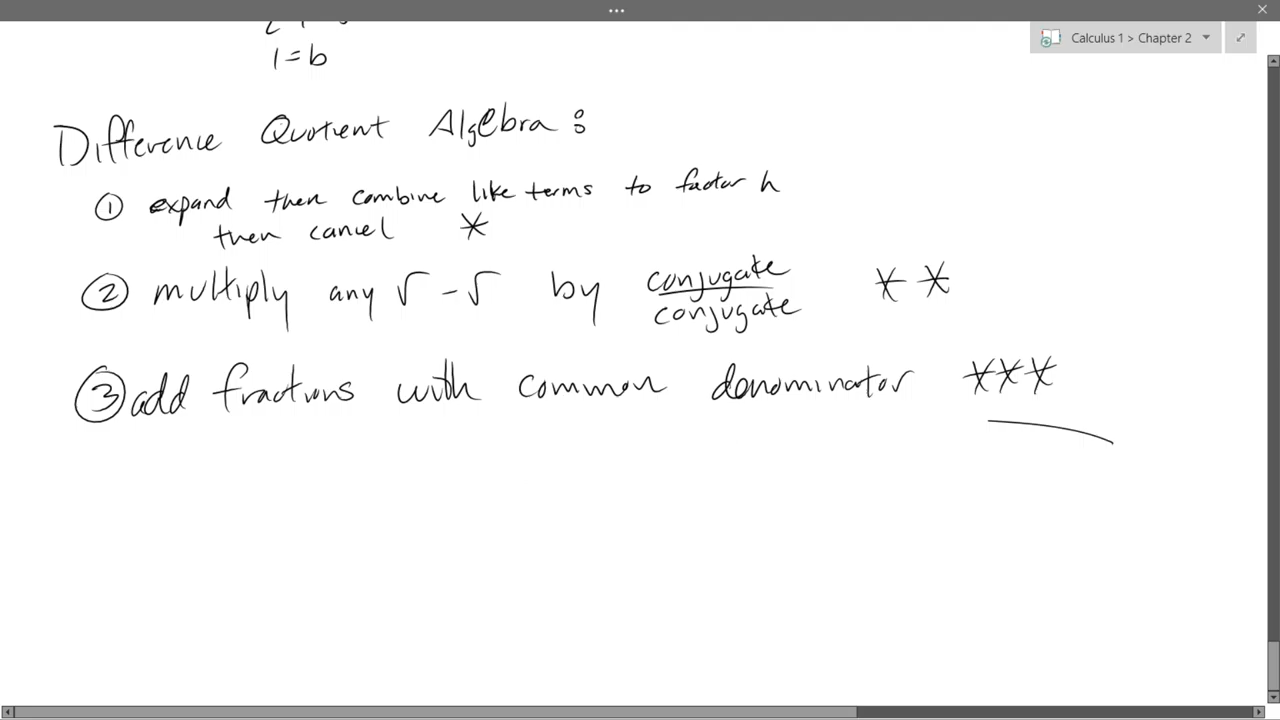 Calculus 1 > Chapter 2
1 = b
Difference Quotient Algebra:
① expand then combine like terms to factor h
then cancel *
② multiply any √ - √ by conjugate/conjugate **
③ add fractions with common denominator ***